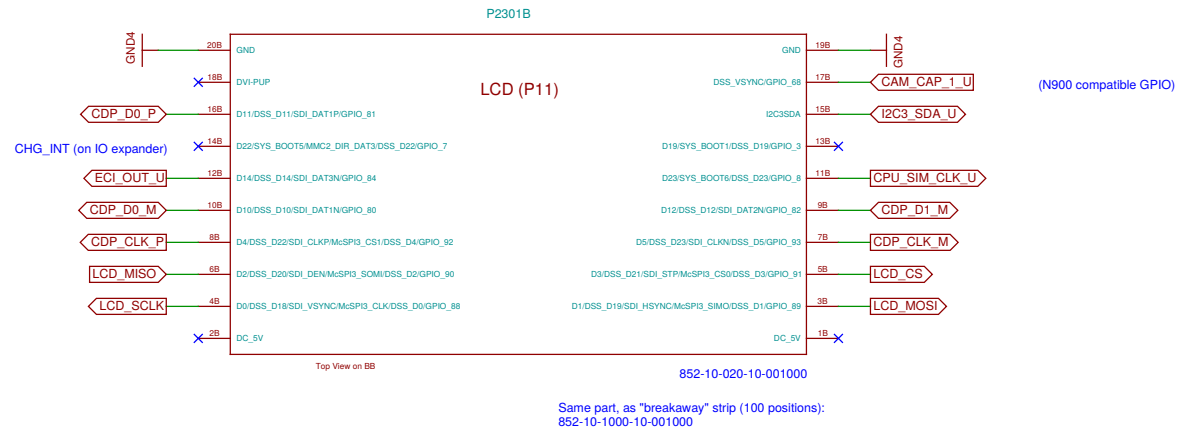 P2301B
GND4 20B GND GND 19B GND4
18B DVI-PUP LCD (P11) DSS_VSYNC/GPIO_68 17B CAM_CAP_1_U (N900 compatible GPIO)
CDP_D0_P 16B D11/DSS_D11/SDI_DAT1P/GPIO_81 I2C3SDA 15B I2C3_SDA_U
CHG_INT (on IO expander) 14B D22/SYS_BOOT5/MMC2_DIR_DAT3/DSS_D22/GPIO_7 D19/SYS_BOOT1/DSS_D19/GPIO_3 13B
ECI_OUT_U 12B D14/DSS_D14/SDI_DAT3N/GPIO_84 D23/SYS_BOOT6/DSS_D23/GPIO_8 11B CPU_SIM_CLK_U
CDP_D0_M 10B D10/DSS_D10/SDI_DAT1N/GPIO_80 D12/DSS_D12/SDI_DAT2N/GPIO_82 9B CDP_D1_M
CDP_CLK_P 8B D4/DSS_D22/SDI_CLKP/McSPI3_CS1/DSS_D4/GPIO_92 D5/DSS_D23/SDI_CLKN/DSS_D5/GPIO_93 7B CDP_CLK_M
LCD_MISO 6B D2/DSS_D20/SDI_DEN/McSPI3_SOMI/DSS_D2/GPIO_90 D3/DSS_D21/SDI_STP/McSPI3_CS0/DSS_D3/GPIO_91 5B LCD_CS
LCD_SCLK 4B D0/DSS_D18/SDI_VSYNC/McSPI3_CLK/DSS_D0/GPIO_88 D1/DSS_D19/SDI_HSYNC/McSPI3_SIMO/DSS_D1/GPIO_89 3B LCD_MOSI
2B DC_5V DC_5V 1B
Top View on BB
852-10-020-10-001000
Same part, as "breakaway" strip (100 positions):
852-10-1000-10-001000